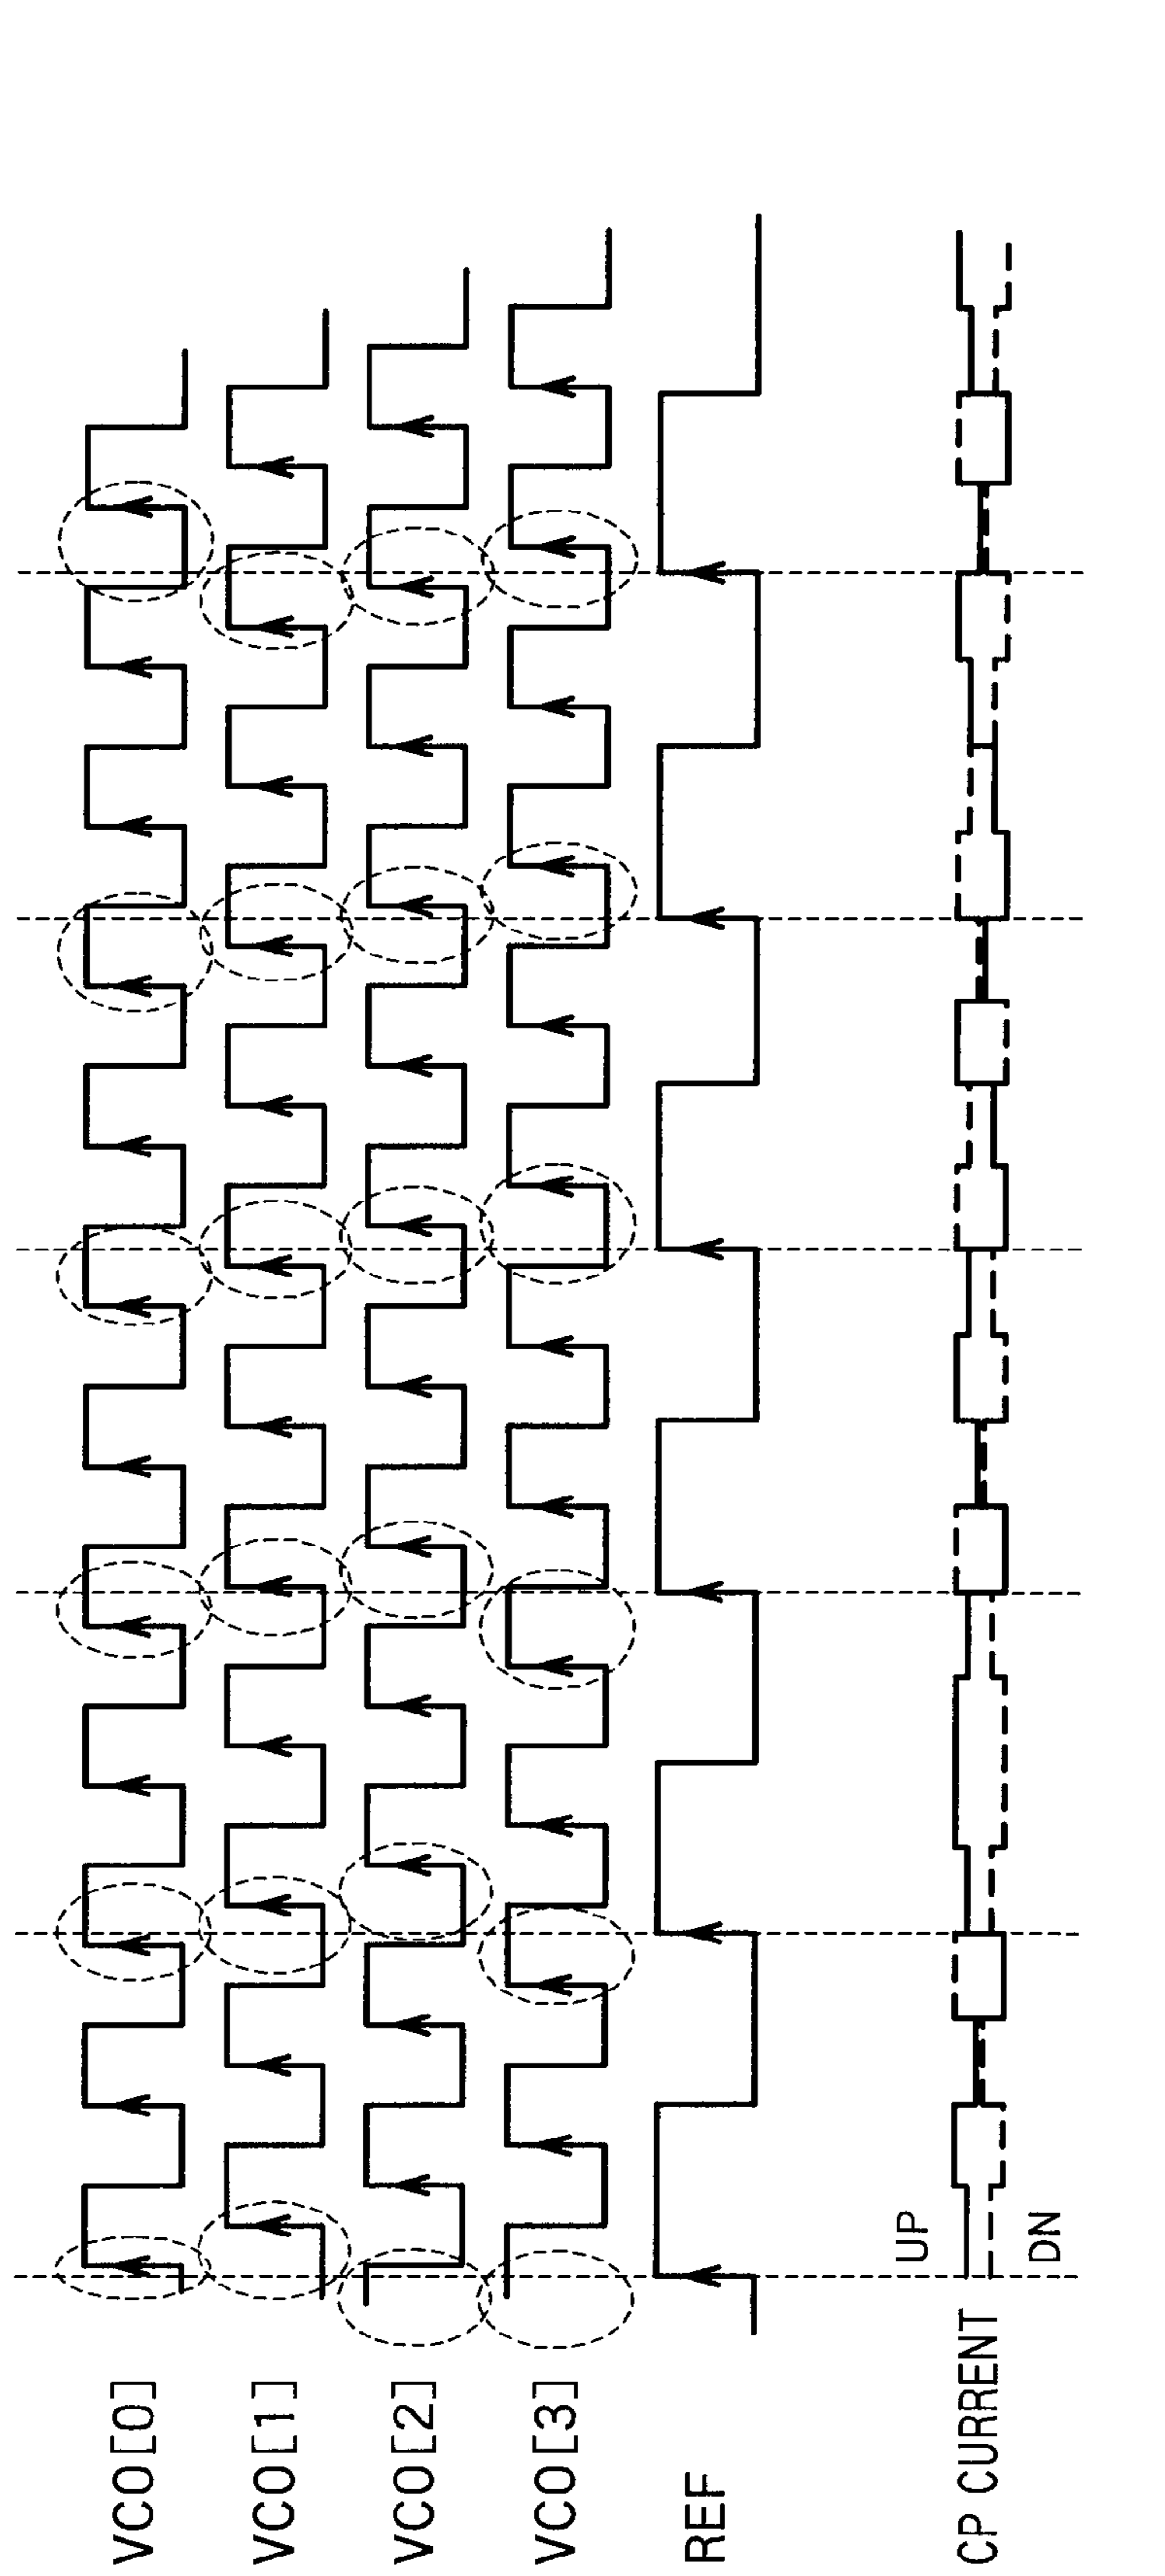 VCO[0]
VCO[1]
VCO[2]
VCO[3]
REF
UP
CP CURRENT
DN